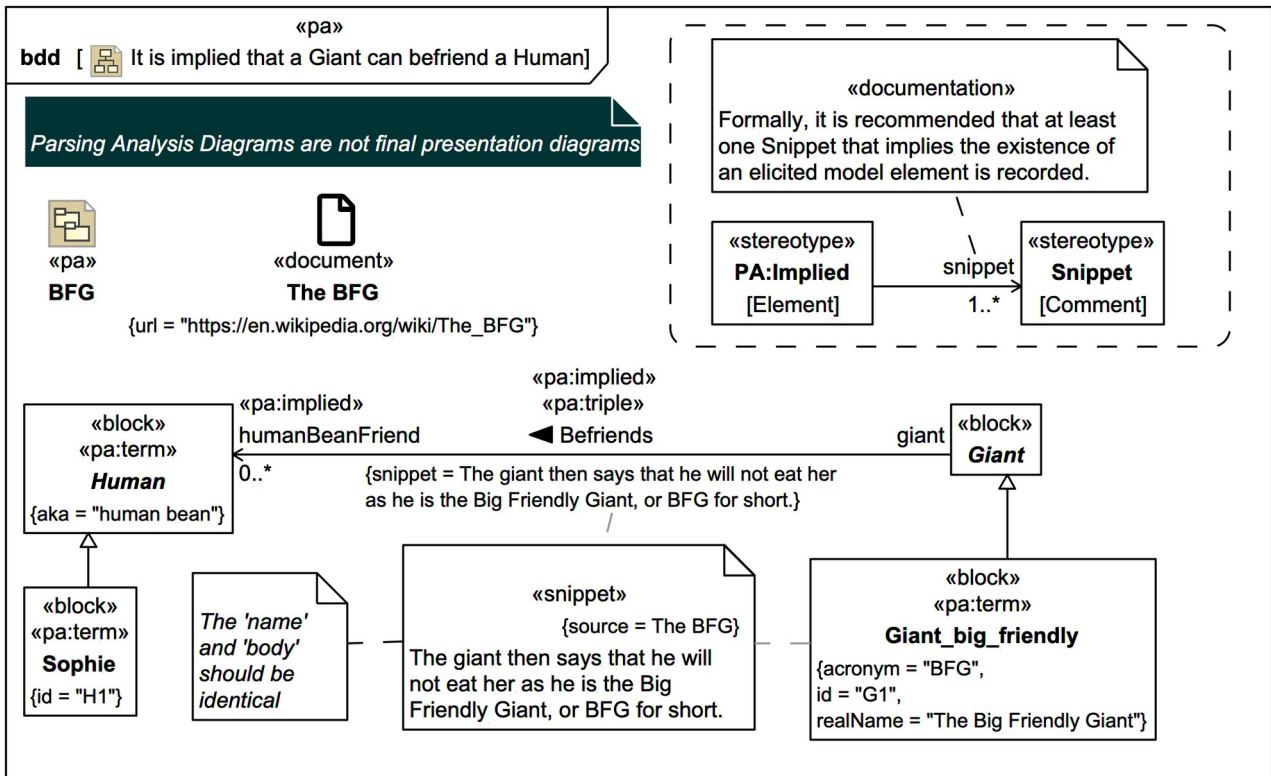 «pa»
bdd [ It is implied that a Giant can befriend a Human]
Parsing Analysis Diagrams are not final presentation diagrams
«pa»
BFG
«document»
The BFG
{url = "https://en.wikipedia.org/wiki/The_BFG"}
«documentation»
Formally, it is recommended that at least
one Snippet that implies the existence of
an elicited model element is recorded.
«stereotype»
PA:Implied
[Element]
snippet
1..*
«stereotype»
Snippet
[Comment]
«block»
«pa:term»
Human
{aka = "human bean"}
«pa:implied»
humanBeanFriend
0..*
«pa:implied»
«pa:triple»
Befriends
{snippet = The giant then says that he will not eat her
as he is the Big Friendly Giant, or BFG for short.}
giant
«block»
Giant
«block»
«pa:term»
Sophie
{id = "H1"}
The 'name'
and 'body'
should be
identical
«snippet»
{source = The BFG}
The giant then says that he will
not eat her as he is the Big
Friendly Giant, or BFG for short.
«block»
«pa:term»
Giant_big_friendly
{acronym = "BFG",
id = "G1",
realName = "The Big Friendly Giant"}